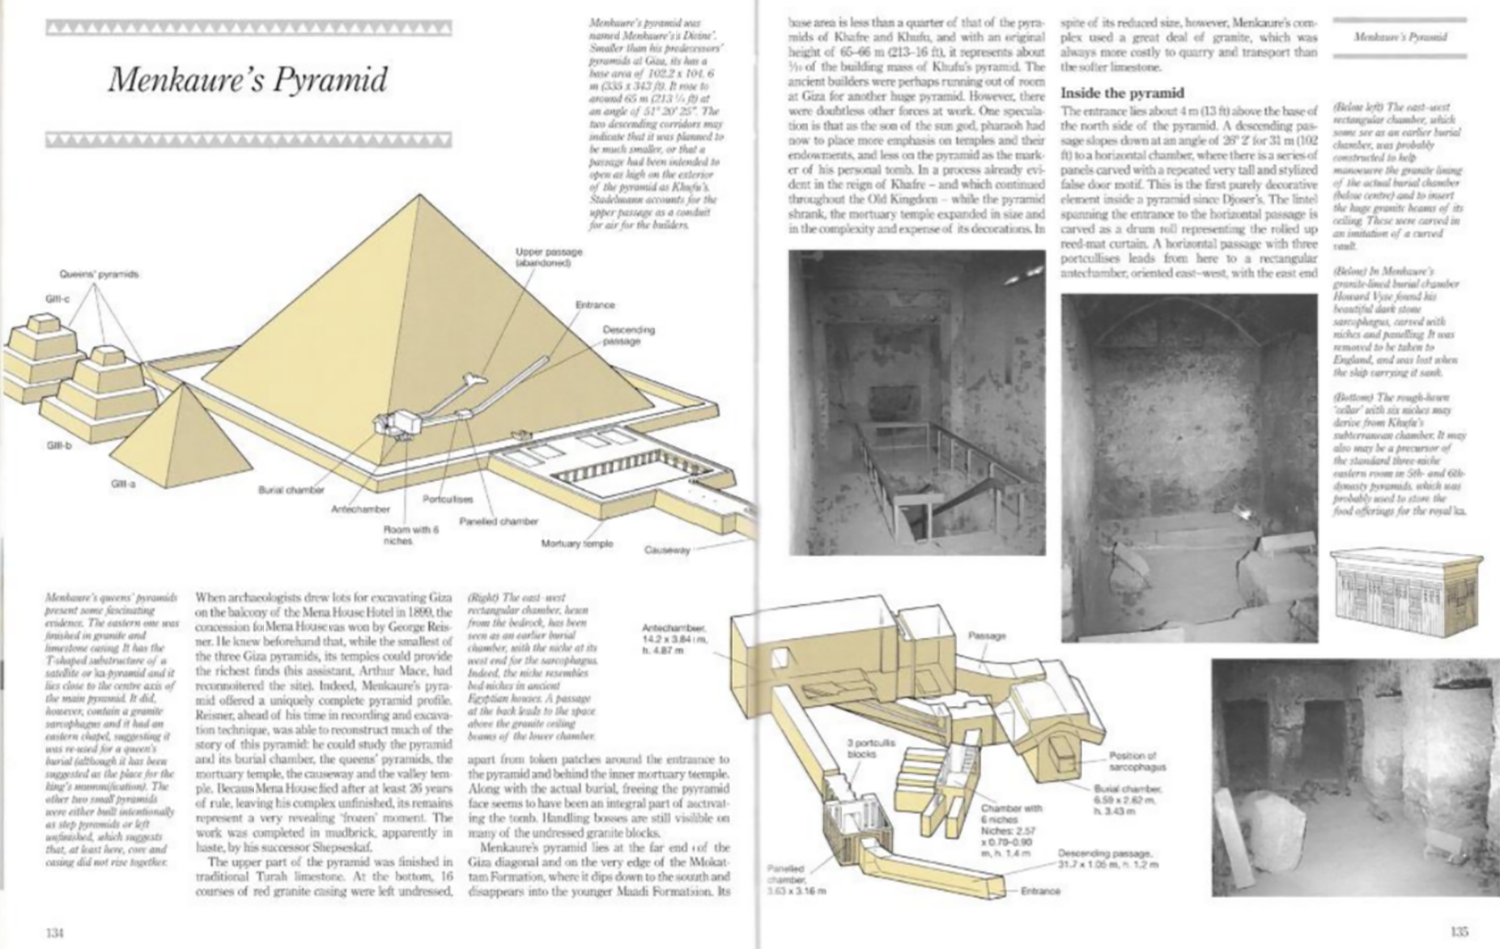 Menkaure's Pyramid
Menkaure's pyramid was
named 'Menkaure's is Divine'.
Smaller than his predecessors'
pyramids at Giza, its has a
base area of 102.2 x 104.6
m (335 x 343 ft). It rose to
around 65 m (213 ¼ ft) at
an angle of 51° 20' 25". The
two descending corridors may
indicate that it was planned to
be much smaller, or that a
passage had been intended to
open as high on the exterior
of the pyramid as Khufu's.
Stadelmann accounts for the
upper passage as a conduit
for air for the builders.
Queens' pyramids
GIII-c
GIII-b
GIII-a
Upper passage
(abandoned)
Entrance
Descending
passage
Burial chamber
Antechamber
Room with 6
niches
Portcullises
Panelled chamber
Mortuary temple
Causeway
Menkaure's queens' pyramids
present some fascinating
evidence. The eastern one was
finished in granite and
limestone casing. It has the
T-shaped substructure of a
satellite or ka-pyramid and it
lies close to the centre axis of
the main pyramid. It did,
however, contain a granite
sarcophagus and it had an
eastern chapel, suggesting it
was re-used for a queen's
burial (although it has been
suggested as the place for the
king's mummification). The
other two small pyramids
were either built intentionally
as step pyramids or left
unfinished, which suggests
that, at least here, core and
casing did not rise together.
When archaeologists drew lots for excavating Giza
on the balcony of the Mena House Hotel in 1899, the
concession foMena Housevas won by George Reis-
ner. He knew beforehand that, while the smallest of
the three Giza pyramids, its temples could provide
the richest finds (his assistant, Arthur Mace, had
reconnoitered the site). Indeed, Menkaure's pyra-
mid offered a uniquely complete pyramid profile.
Reisner, ahead of his time in recording and excava-
tion technique, was able to reconstruct much of the
story of this pyramid: he could study the pyramid
and its burial chamber, the queens' pyramids, the
mortuary temple, the causeway and the valley tem-
ple. BecausMena Housedied after at least 26 years
of rule, leaving his complex unfinished, its remains
represent a very revealing 'frozen' moment. The
work was completed in mudbrick, apparently in
haste, by his successor Shepseskaf.
The upper part of the pyramid was finished in
traditional Turah limestone. At the bottom, 16
courses of red granite casing were left undressed,
(Right) The east-west
rectangular chamber, hewn
from the bedrock, has been
seen as an earlier burial
chamber, with the niche at its
west end for the sarcophagus.
Indeed, the niche resembles
bed-niches in ancient
Egyptian houses. A passage
at the back leads to the space
above the granite ceiling
beams of the lower chamber.
apart from token patches around the entraance to
the pyramid and behind the inner mortuary teemple.
Along with the actual burial, freeing the psyramid
face seems to have been an integral part of aactivat-
ing the tomb. Handling bosses are still visible on
many of the undressed granite blocks.
Menkaure's pyramid lies at the far end of the
Giza diagonal and on the very edge of the MMokat-
tam Formation, where it dips down to the souuth and
disappears into the younger Maadi Formatsion. Its
134
base area is less than a quarter of that of the pyra-
mids of Khafre and Khufu, and with an original
height of 65–66 m (213–16 ft), it represents about
⅒ of the building mass of Khufu's pyramid. The
ancient builders were perhaps running out of room
at Giza for another huge pyramid. However, there
were doubtless other forces at work. One specula-
tion is that as the son of the sun god, pharaoh had
now to place more emphasis on temples and their
endowments, and less on the pyramid as the mark-
er of his personal tomb. In a process already evi-
dent in the reign of Khafre – and which continued
throughout the Old Kingdom – while the pyramid
shrank, the mortuary temple expanded in size and
in the complexity and expense of its decorations. In
spite of its reduced size, however, Menkaure's com-
plex used a great deal of granite, which was
always more costly to quarry and transport than
the softer limestone.
Inside the pyramid
The entrance lies about 4 m (13 ft) above the base of
the north side of the pyramid. A descending pas-
sage slopes down at an angle of 26° 2' for 31 m (102
ft) to a horizontal chamber, where there is a series of
panels carved with a repeated very tall and stylized
false door motif. This is the first purely decorative
element inside a pyramid since Djoser's. The lintel
spanning the entrance to the horizontal passage is
carved as a drum roll representing the rolled up
reed-mat curtain. A horizontal passage with three
portcullises leads from here to a rectangular
antechamber, oriented east–west, with the east end
Menkaure's Pyramid
(Below left) The east-west
rectangular chamber, which
some see as an earlier burial
chamber, was probably
constructed to help
manoeuvre the granite lining
of the actual burial chamber
(below centre) and to insert
the huge granite beams of its
ceiling. These were carved in
an imitation of a curved
vault.
(Below) In Menkaure's
granite-lined burial chamber
Howard Vyse found his
beautiful dark stone
sarcophagus, carved with
niches and panelling. It was
removed to be taken to
England, and was lost when
the ship carrying it sank.
(Bottom) The rough-hewn
'cellar' with six niches may
derive from Khufu's
subterranean chamber. It may
also may be a precursor of
the standard three-niche
eastern room in 5th- and 6th-
dynasty pyramids, which was
probably used to store the
food offerings for the royal ka.
Antechamber,
14.2 x 3.84 m,
h. 4.87 m
Passage
3 portcullis
blocks
Position of
sarcophagus
Burial chamber,
6.59 x 2.62 m,
h. 3.43 m
Chamber with
6 niches
Niches: 2.57
x 0.70-0.90
m, h. 1.4 m
Descending passage,
31.7 x 1.05 m, h. 1.2 m
Panelled
chamber,
3.63 x 3.16 m
Entrance
135